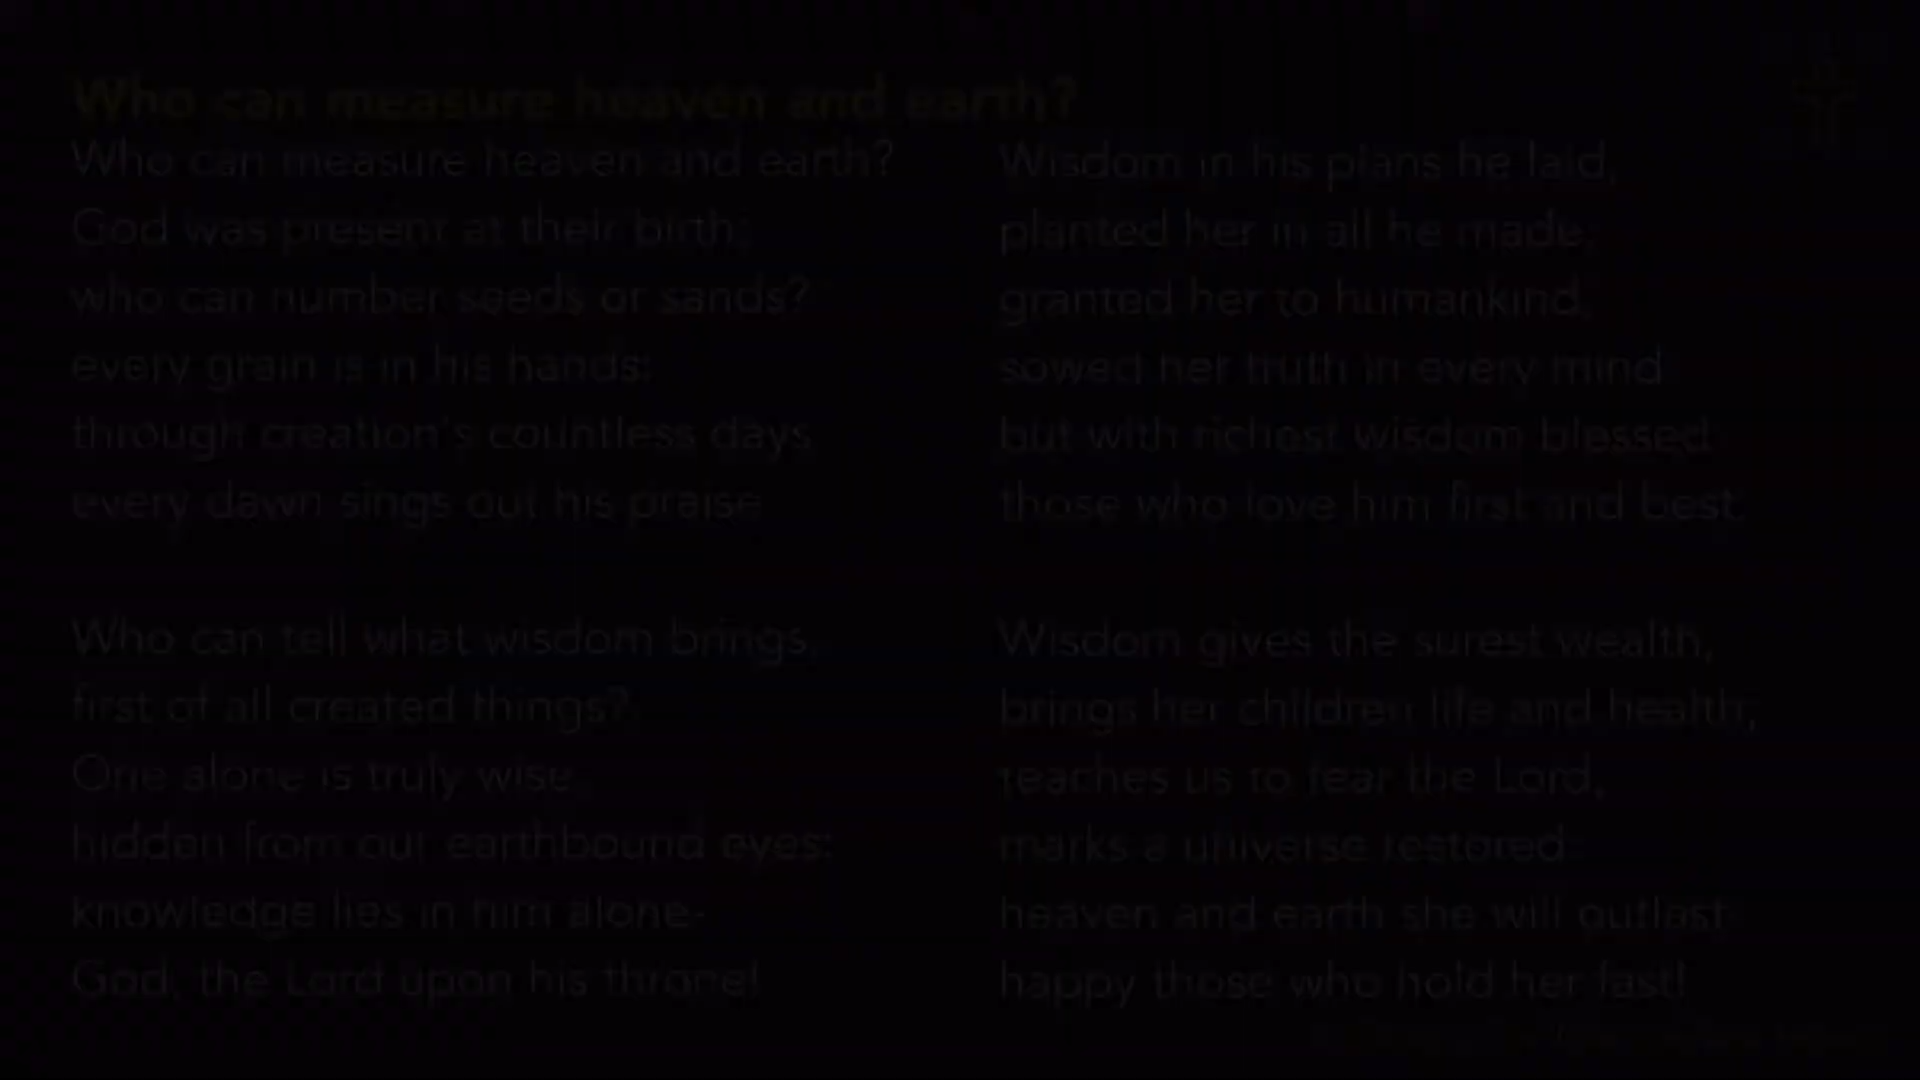 Who can measure heaven and earth?
Who can measure heaven and earth?
God was present at their birth;
who can number seeds or sands?
every grain is in his hands:
through creation's countless days
every dawn sings out his praise.

Who can tell what wisdom brings,
first of all created things?
One alone is truly wise,
hidden from our earthbound eyes:
knowledge lies in him alone-
God, the Lord upon his throne!

Wisdom in his plans he laid,
planted her in all he made;
granted her to humankind,
sowed her truth in every mind
but with richest wisdom blessed
those who love him first and best.

Wisdom gives the surest wealth,
brings her children life and health;
teaches us to fear the Lord,
marks a universe restored:
heaven and earth she will outlast
happy those who hold her fast!